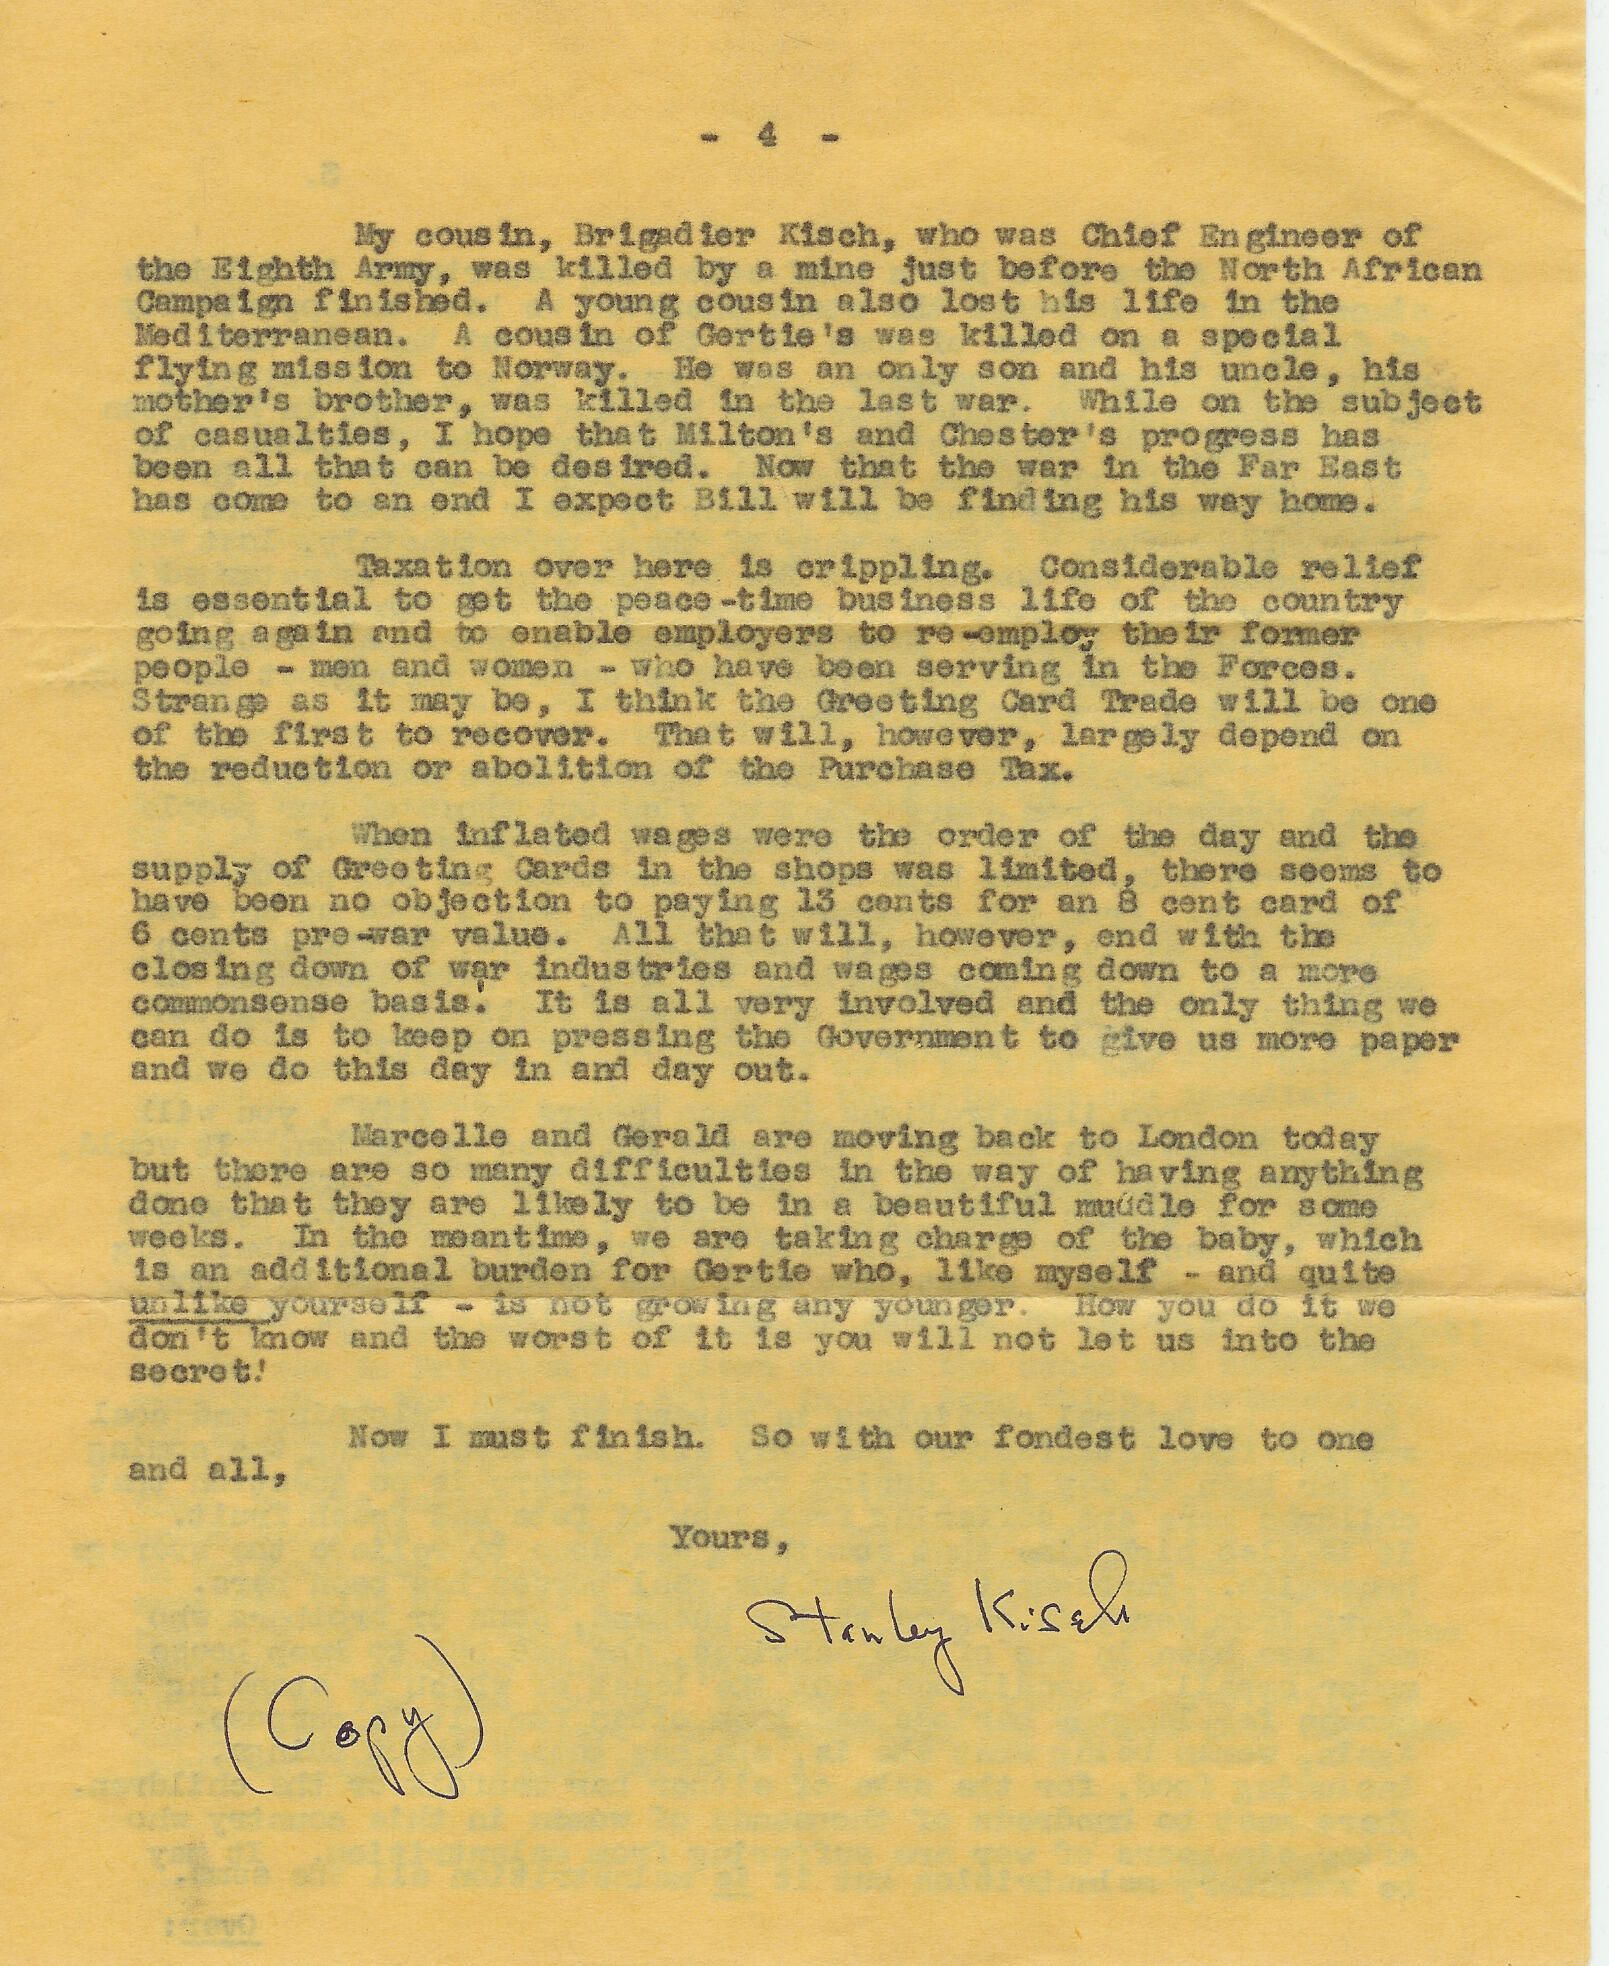 - 4 -
My cousin, Brigadier Kisch, who was Chief Engineer of
the Eighth Army, was killed by a mine just before the North African
Campaign finished. A young cousin also lost his life in the
Mediterranean. A cousin of Gertie's was killed on a special
flying mission to Norway. He was an only son and his uncle, his
mother's brother, was killed in the last war. While on the subject
of casualties, I hope that Milton's and Chester's progress has
been all that can be desired. Now that the war in the Far East
has come to an end I expect Bill will be finding his way home.
Taxation over here is crippling. Considerable relief
is essential to get the peace-time business life of the country
going again and to enable employers to re-employ their former
people - men and women - who have been serving in the Forces.
Strange as it may be, I think the Greeting Card Trade will be one
of the first to recover. That will, however, largely depend on
the reduction or abolition of the Purchase Tax.
When inflated wages were the order of the day and the
supply of Greeting Cards in the shops was limited, there seems to
have been no objection to paying 13 cents for an 8 cent card of
6 cents pre-war value. All that will, however, end with the
closing down of war industries and wages coming down to a more
commonsense basis. It is all very involved and the only thing we
can do is to keep on pressing the Government to give us more paper
and we do this day in and day out.
Marcelle and Gerald are moving back to London today
but there are so many difficulties in the way of having anything
done that they are likely to be in a beautiful muddle for some
weeks. In the meantime, we are taking charge of the baby, which
is an additional burden for Gertie who, like myself - and quite
unlike yourself - is not growing any younger. How you do it we
don't know and the worst of it is you will not let us into the
secret!
Now I must finish. So with our fondest love to one
and all,
Yours,
Stanley Kisch
(Copy)